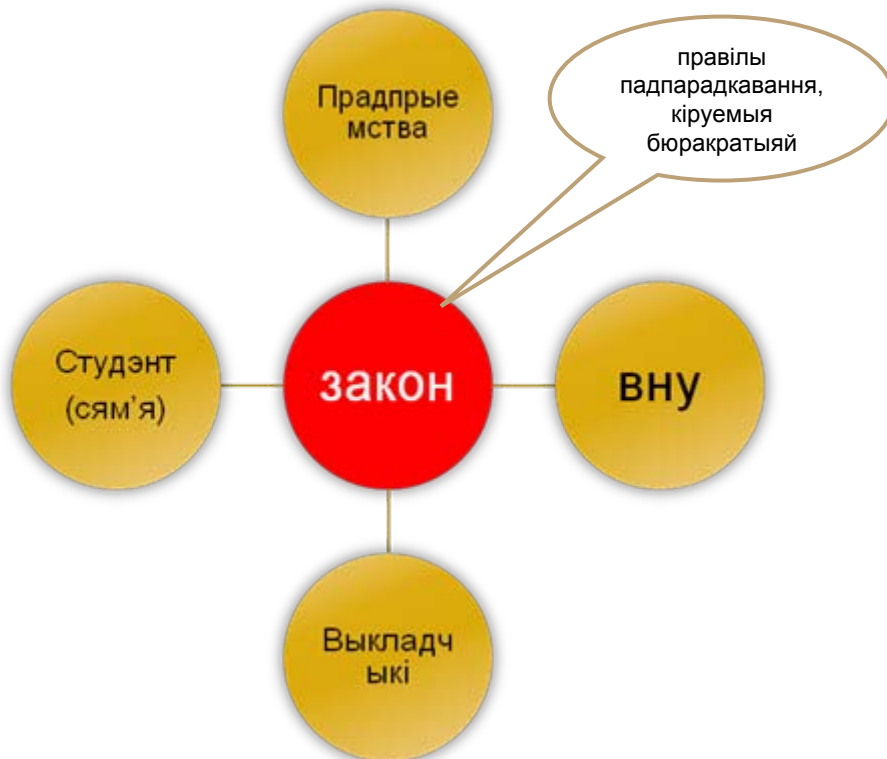 Прадпрые
мства
правілы
падпарадкавання,
кіруемыя
бюракратыяй
Студэнт
(сям’я)
закон
вну
Выкладч
ыкі